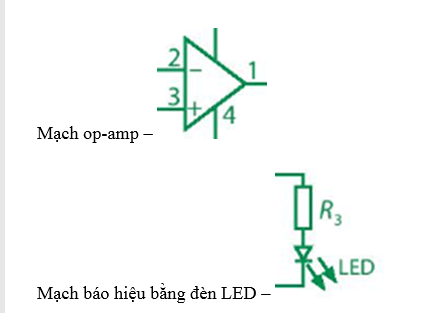 2
−
1
3
+
4
Mạch op-amp –
R3
LED
Mạch báo hiệu bằng đèn LED –